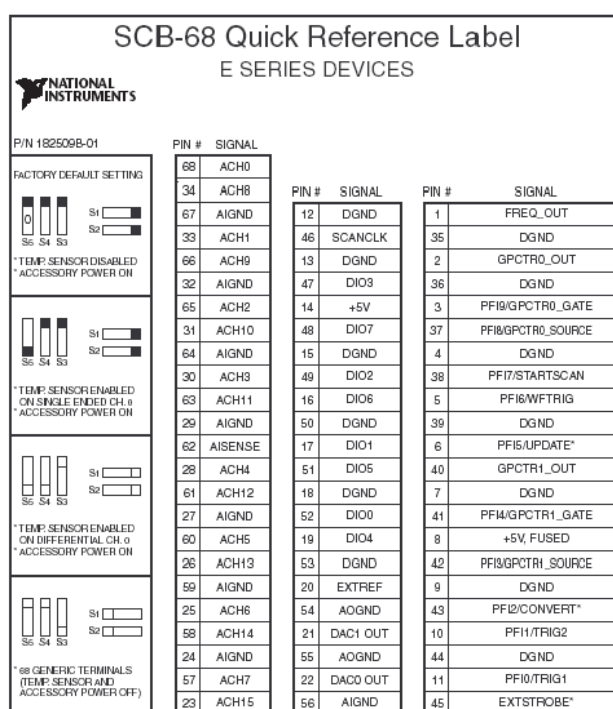 SCB-68 Quick Reference Label
E SERIES DEVICES
NATIONAL
INSTRUMENTS
P/N 182509B-01
FACTORY DEFAULT SETTING
S1
S2
S5 S4 S3
* TEMP. SENSOR DISABLED
* ACCESSORY POWER ON
S1
S2
S5 S4 S3
* TEMP. SENSOR ENABLED
ON SINGLE ENDED CH. 0
* ACCESSORY POWER ON
S1
S2
S5 S4 S3
* TEMP. SENSOR ENABLED
ON DIFFERENTIAL CH. 0
* ACCESSORY POWER ON
S1
S2
S5 S4 S3
* 68 GENERIC TERMINALS
(TEMP. SENSOR AND
ACCESSORY POWER OFF)
PIN # SIGNAL
68 ACH0
34 ACH8
67 AIGND
33 ACH1
66 ACH9
32 AIGND
65 ACH2
31 ACH10
64 AIGND
30 ACH3
63 ACH11
29 AIGND
62 AISENSE
28 ACH4
61 ACH12
27 AIGND
60 ACH5
26 ACH13
59 AIGND
25 ACH6
58 ACH14
24 AIGND
57 ACH7
23 ACH15
PIN # SIGNAL
12 DGND
46 SCANCLK
13 DGND
47 DIO3
14 +5V
48 DIO7
15 DGND
49 DIO2
16 DIO6
50 DGND
17 DIO1
51 DIO5
18 DGND
52 DIO0
19 DIO4
53 DGND
20 EXTREF
54 AOGND
21 DAC1 OUT
55 AOGND
22 DAC0 OUT
56 AIGND
PIN # SIGNAL
1 FREQ_OUT
35 DGND
2 GPCTR0_OUT
36 DGND
3 PFI9/GPCTR0_GATE
37 PFI8/GPCTR0_SOURCE
4 DGND
38 PFI7/STARTSCAN
5 PFI6/WFTRIG
39 DGND
6 PFI5/UPDATE*
40 GPCTR1_OUT
7 DGND
41 PFI4/GPCTR1_GATE
8 +5V, FUSED
42 PFI3/GPCTR1_SOURCE
9 DGND
43 PFI2/CONVERT*
10 PFI1/TRIG2
44 DGND
11 PFI0/TRIG1
45 EXTSTROBE*